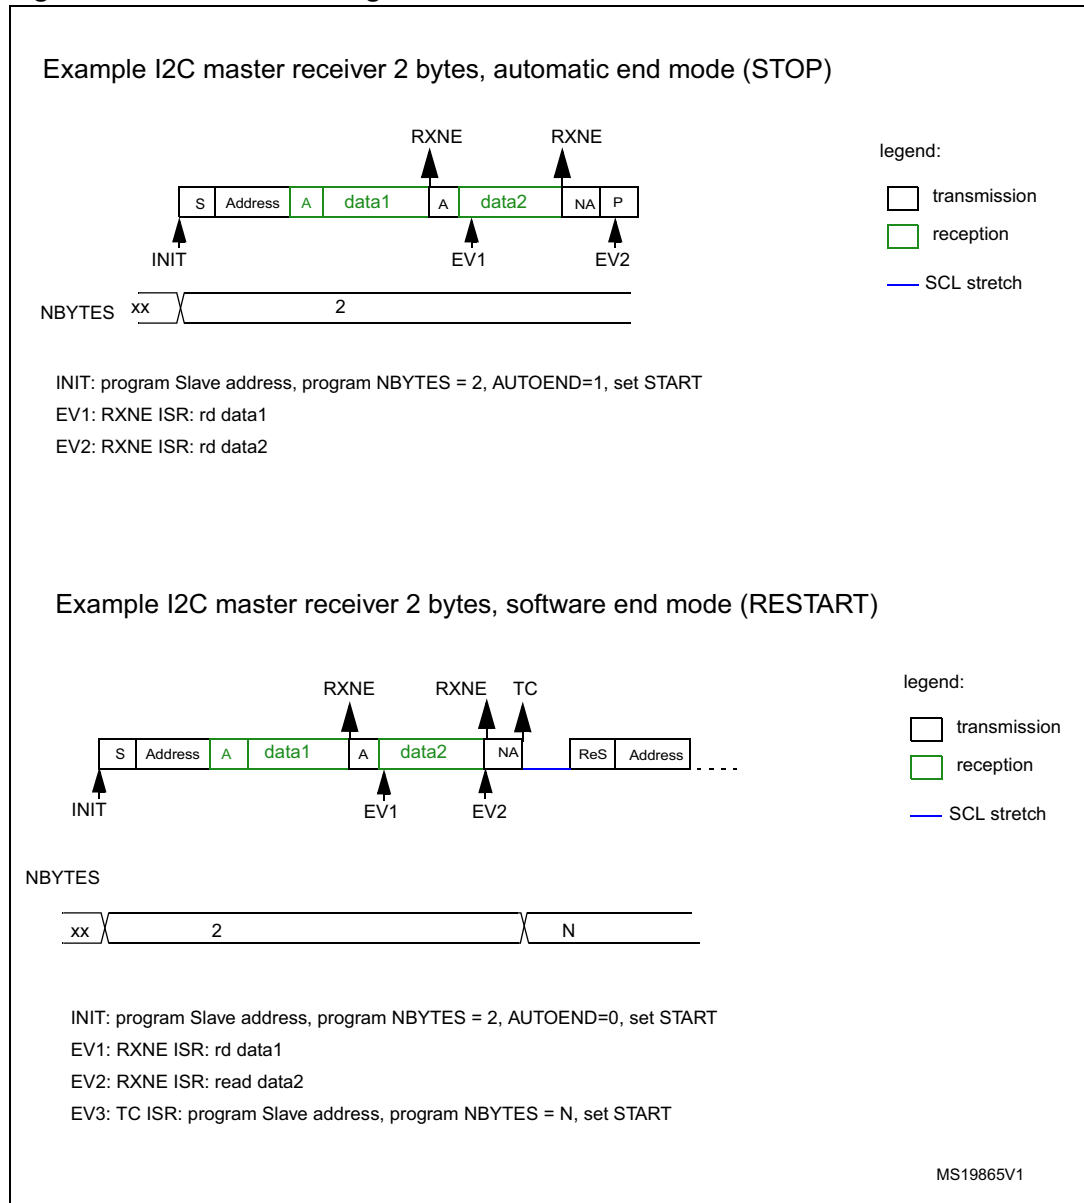 Example I2C master receiver 2 bytes, automatic end mode (STOP)
RXNE RXNE
legend:
S Address A data1 A data2 NA P
transmission
reception
INIT EV1 EV2
SCL stretch
NBYTES xx 2
INIT: program Slave address, program NBYTES = 2, AUTOEND=1, set START
EV1: RXNE ISR: rd data1
EV2: RXNE ISR: rd data2
Example I2C master receiver 2 bytes, software end mode (RESTART)
RXNE RXNE TC
legend:
S Address A data1 A data2 NA ReS Address
transmission
reception
INIT EV1 EV2
SCL stretch
NBYTES
xx 2 N
INIT: program Slave address, program NBYTES = 2, AUTOEND=0, set START
EV1: RXNE ISR: rd data1
EV2: RXNE ISR: read data2
EV3: TC ISR: program Slave address, program NBYTES = N, set START
MS19865V1